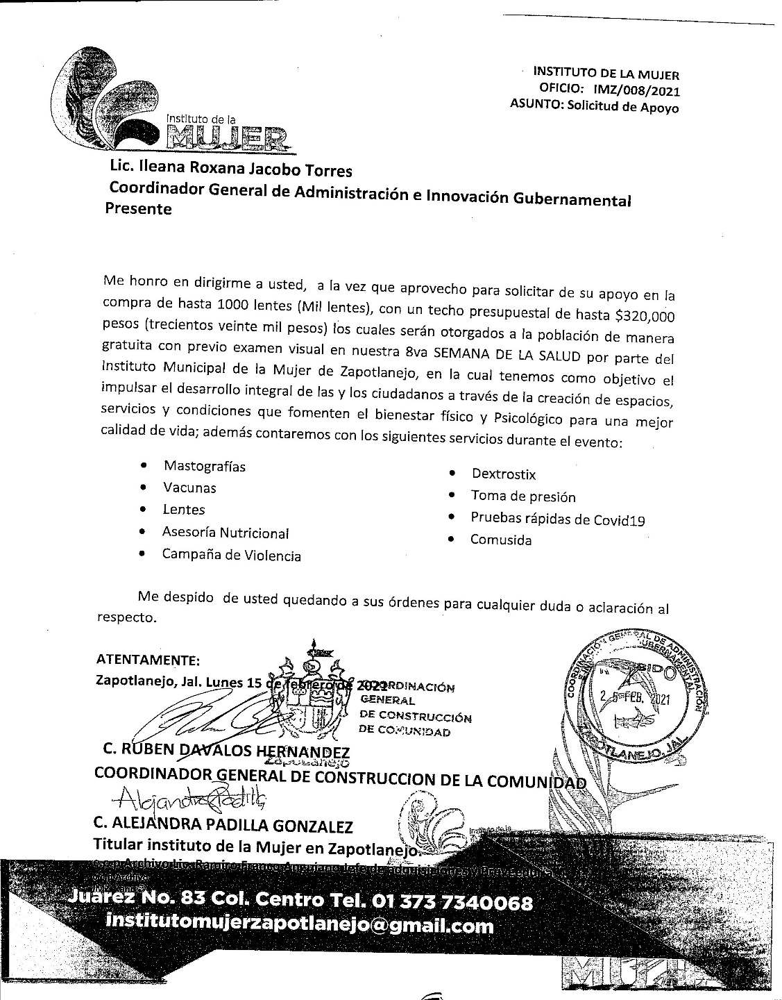 INSTITUTO DE LA MUJER
OFICIO: IMZ/008/2021
ASUNTO: Solicitud de Apoyo
Instituto de la
MUJER
Lic. Ileana Roxana Jacobo Torres
Coordinador General de Administración e Innovación Gubernamental
Presente
Me honro en dirigirme a usted, a la vez que aprovecho para solicitar de su apoyo en la
compra de hasta 1000 lentes (Mil lentes), con un techo presupuestal de hasta $320,000
pesos (trecientos veinte mil pesos) los cuales serán otorgados a la población de manera
gratuita con previo examen visual en nuestra 8va SEMANA DE LA SALUD por parte del
Instituto Municipal de la Mujer de Zapotlanejo, en la cual tenemos como objetivo el
impulsar el desarrollo integral de las y los ciudadanos a través de la creación de espacios,
servicios y condiciones que fomenten el bienestar físico y Psicológico para una mejor
calidad de vida; además contaremos con los siguientes servicios durante el evento:
• Mastografías
• Vacunas
• Lentes
• Asesoría Nutricional
• Campaña de Violencia
• Dextrostix
• Toma de presión
• Pruebas rápidas de Covid19
• Comusida
Me despido de usted quedando a sus órdenes para cualquier duda o aclaración al
respecto.
ATENTAMENTE:
Zapotlanejo, Jal. Lunes 15 de febrero de 2021
COORDINACIÓN
GENERAL
DE CONSTRUCCIÓN
DE COMUNIDAD
Zapotlanejo
COORDINACIÓN GENERAL DE ADMINISTRACIÓN
GUBERNAMENTAL
RECIBIDO
25 FEB. 2021
ZAPOTLANEJO, JAL.
C. RUBEN DAVALOS HERNANDEZ
COORDINADOR GENERAL DE CONSTRUCCION DE LA COMUNIDAD
Alejandra Padilla
C. ALEJANDRA PADILLA GONZALEZ
Titular instituto de la Mujer en Zapotlanejo.
Instituto de la
c.c.p Archivo Lic. Ramiro Franco Anguiano Jefe de adquisiciones y Proveeduría
c.c.p Archivo
Juárez No. 83 Col. Centro Tel. 01 373 7340068
institutomujerzapotlanejo@gmail.com
MUJER